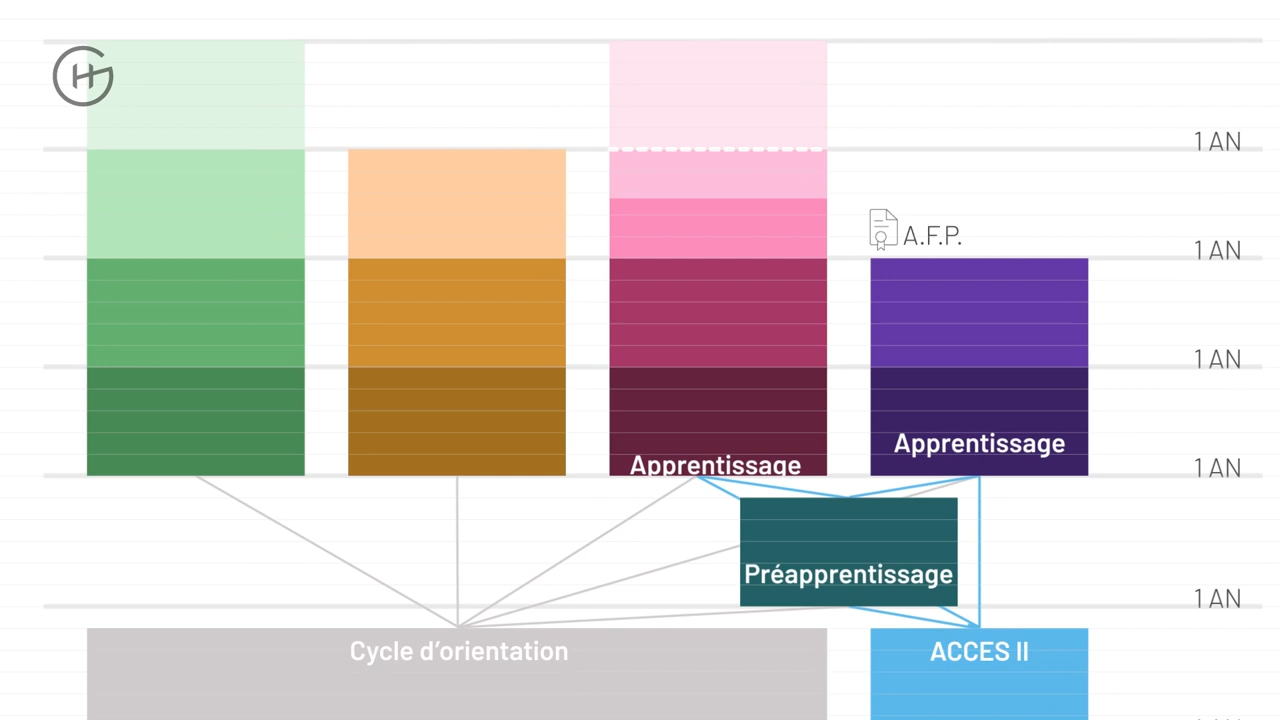 1 AN
A.F.P.
1 AN
1 AN
Apprentissage
Apprentissage
1 AN
Préapprentissage
1 AN
Cycle d'orientation
ACCES II